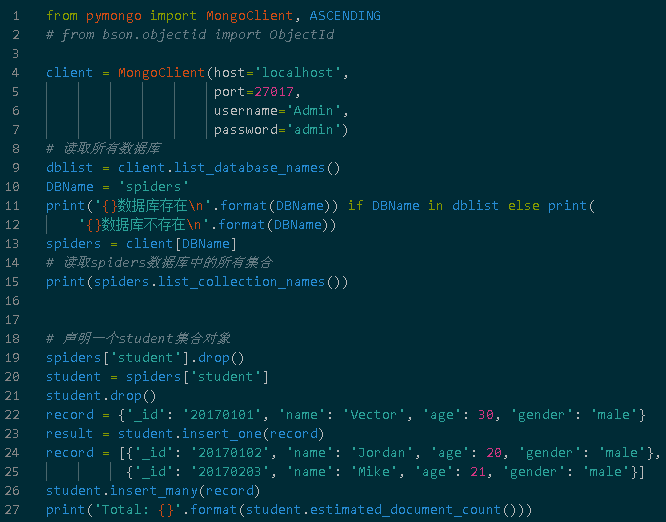 1 from pymongo import MongoClient, ASCENDING
2 # from bson.objectid import ObjectId
3
4 client = MongoClient(host='localhost',
5 port=27017,
6 username='Admin',
7 password='admin')
8 # 读取所有数据库
9 dblist = client.list_database_names()
10 DBName = 'spiders'
11 print('{}数据库存在\n'.format(DBName)) if DBName in dblist else print(
12 '{}数据库不存在\n'.format(DBName))
13 spiders = client[DBName]
14 # 读取spiders数据库中的所有集合
15 print(spiders.list_collection_names())
16
17
18 # 声明一个student集合对象
19 spiders['student'].drop()
20 student = spiders['student']
21 student.drop()
22 record = {'_id': '20170101', 'name': 'Vector', 'age': 30, 'gender': 'male'}
23 result = student.insert_one(record)
24 record = [{'_id': '20170102', 'name': 'Jordan', 'age': 20, 'gender': 'male'},
25 {'_id': '20170203', 'name': 'Mike', 'age': 21, 'gender': 'male'}]
26 student.insert_many(record)
27 print('Total: {}'.format(student.estimated_document_count()))